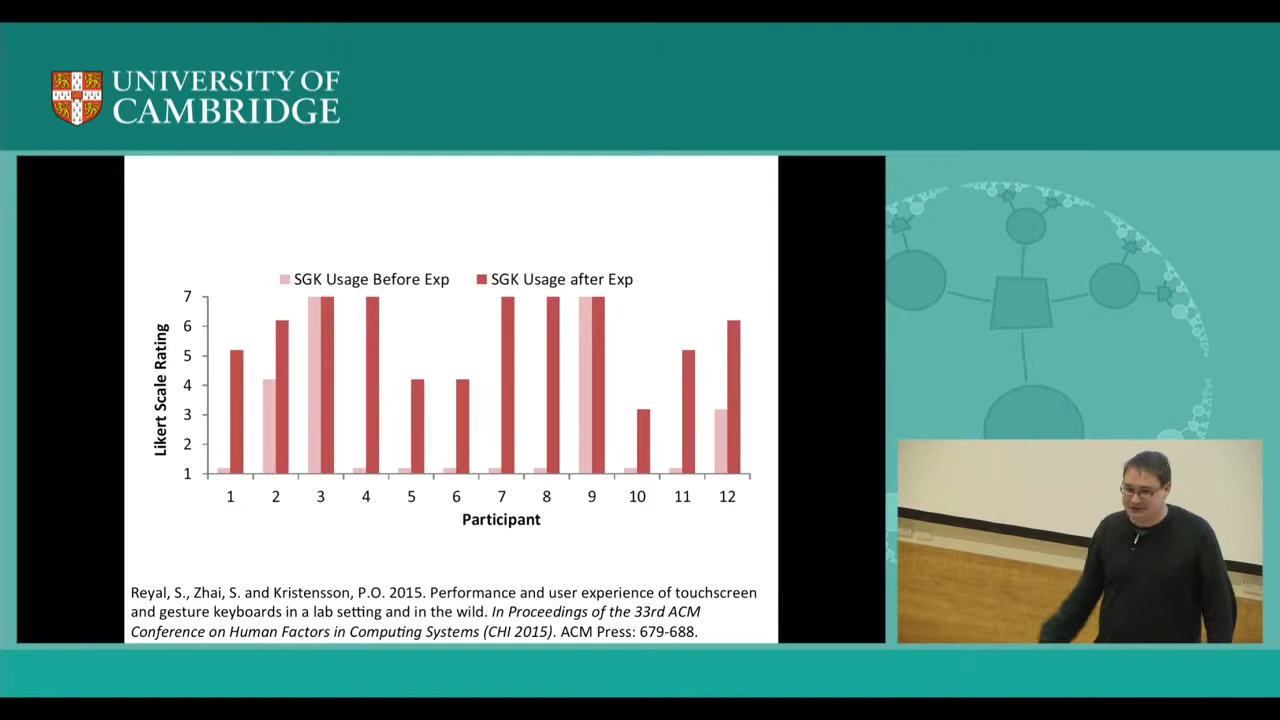 UNIVERSITY OF
CAMBRIDGE
SGK Usage Before Exp
SGK Usage after Exp
Likert Scale Rating
7
6
5
4
3
2
1
1 2 3 4 5 6 7 8 9 10 11 12
Participant
Reyal, S., Zhai, S. and Kristensson, P.O. 2015. Performance and user experience of touchscreen
and gesture keyboards in a lab setting and in the wild. In Proceedings of the 33rd ACM
Conference on Human Factors in Computing Systems (CHI 2015). ACM Press: 679-688.